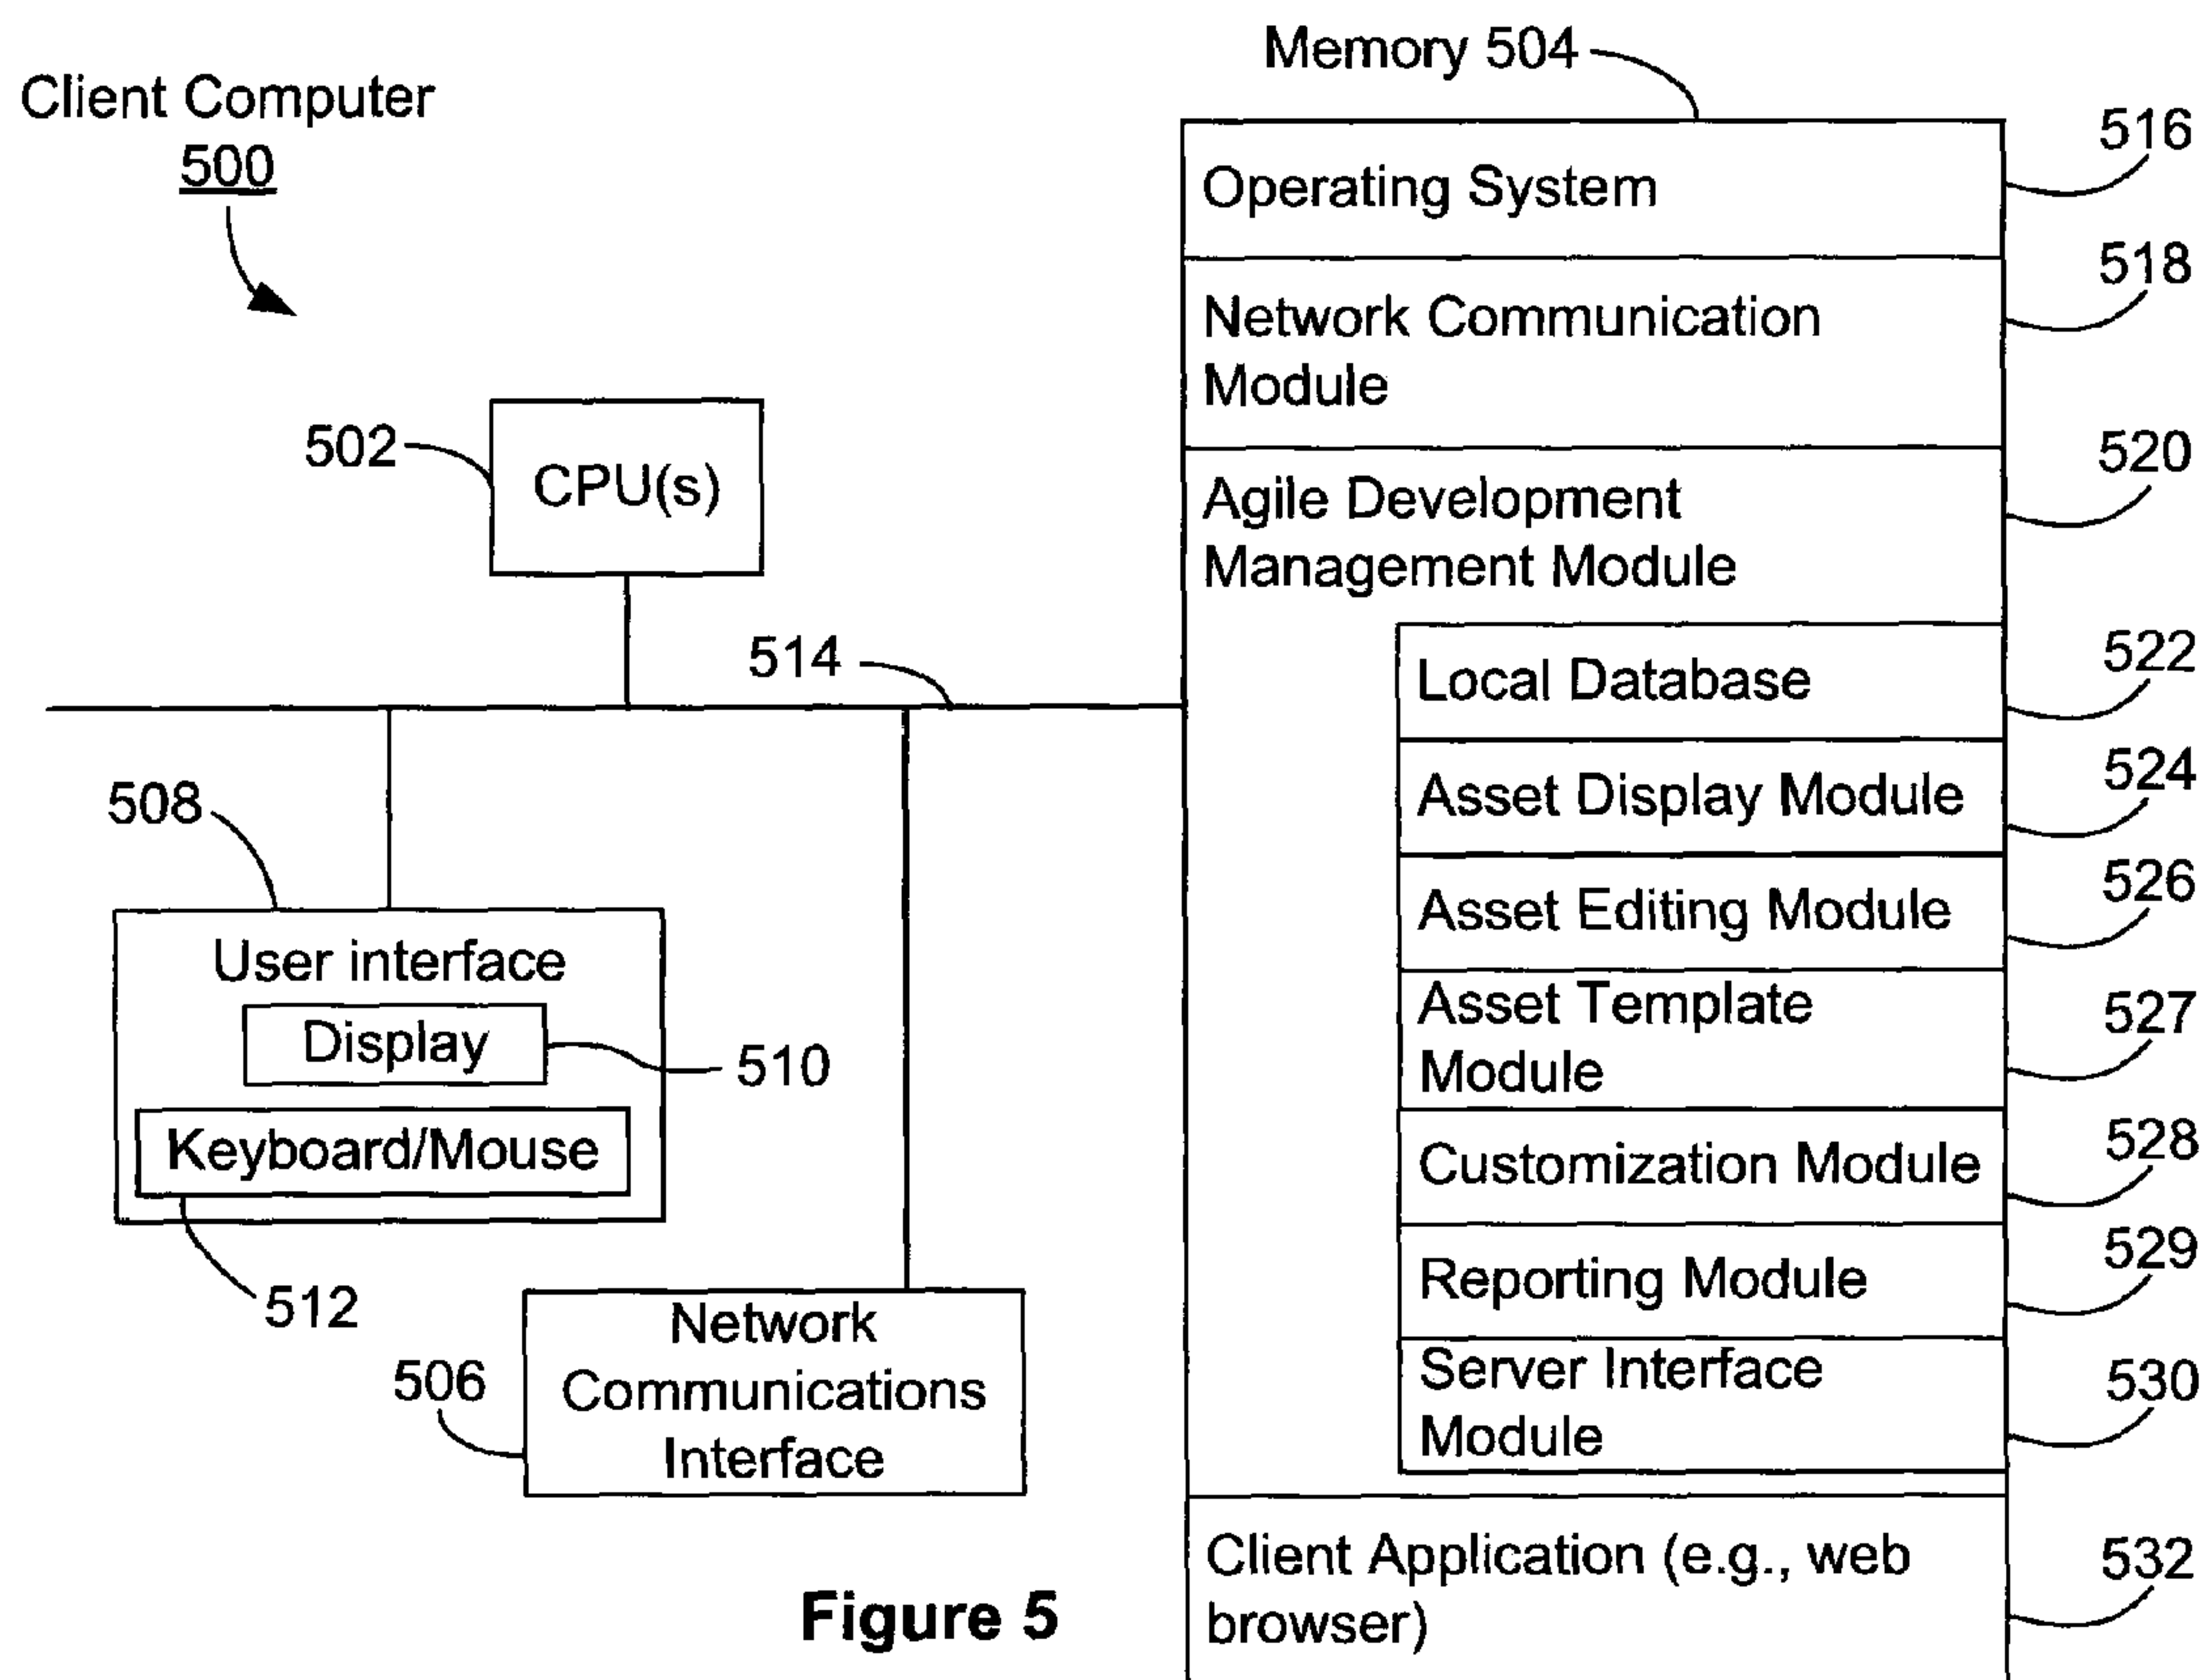 Client Computer
500
Memory 504
Operating System
516
Network Communication
Module
518
Agile Development
Management Module
520
Local Database
522
Asset Display Module
524
Asset Editing Module
526
Asset Template
Module
527
Customization Module
528
Reporting Module
529
Server Interface
Module
530
Client Application (e.g., web
browser)
532
502
CPU(s)
514
508
User interface
Display
510
Keyboard/Mouse
512
506
Network
Communications
Interface
Figure 5